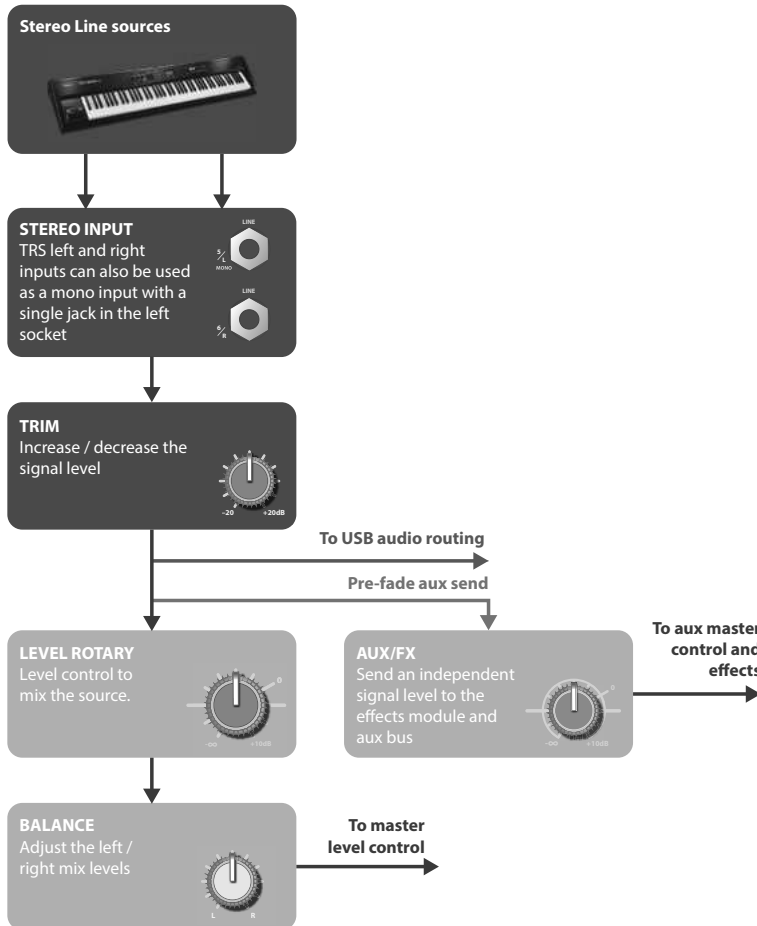 Stereo Line sources
STEREO INPUT
TRS left and right
inputs can also be used
as a mono input with a
single jack in the left
socket
LINE
5/L
MONO
LINE
6/R
TRIM
Increase / decrease the
signal level
-20 +20dB
To USB audio routing
Pre-fade aux send
LEVEL ROTARY
Level control to
mix the source.
0
-∞ +10dB
AUX/FX
Send an independent
signal level to the
effects module and
aux bus
0
-∞ +10dB
To aux master
control and
effects
BALANCE
Adjust the left /
right mix levels
L R
To master
level control